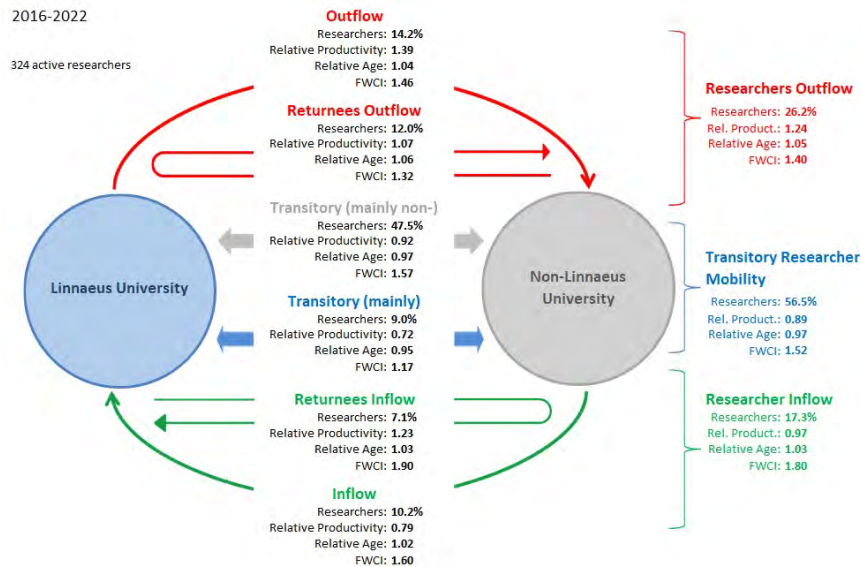 2016-2022
324 active researchers
Outflow
Researchers: 14.2%
Relative Productivity: 1.39
Relative Age: 1.04
FWCI: 1.46
Returnees Outflow
Researchers: 12.0%
Relative Productivity: 1.07
Relative Age: 1.06
FWCI: 1.32
Transitory (mainly non-)
Researchers: 47.5%
Relative Productivity: 0.92
Relative Age: 0.97
FWCI: 1.57
Linnaeus University
Non-Linnaeus
University
Transitory (mainly)
Researchers: 9.0%
Relative Productivity: 0.72
Relative Age: 0.95
FWCI: 1.17
Returnees Inflow
Researchers: 7.1%
Relative Productivity: 1.23
Relative Age: 1.03
FWCI: 1.90
Inflow
Researchers: 10.2%
Relative Productivity: 0.79
Relative Age: 1.02
FWCI: 1.60
Researchers Outflow
Researchers: 26.2%
Rel. Product.: 1.24
Relative Age: 1.05
FWCI: 1.40
Transitory Researcher
Mobility
Researchers: 56.5%
Rel. Product.: 0.89
Relative Age: 0.97
FWCI: 1.52
Researcher Inflow
Researchers: 17.3%
Rel. Product.: 0.97
Relative Age: 1.03
FWCI: 1.80